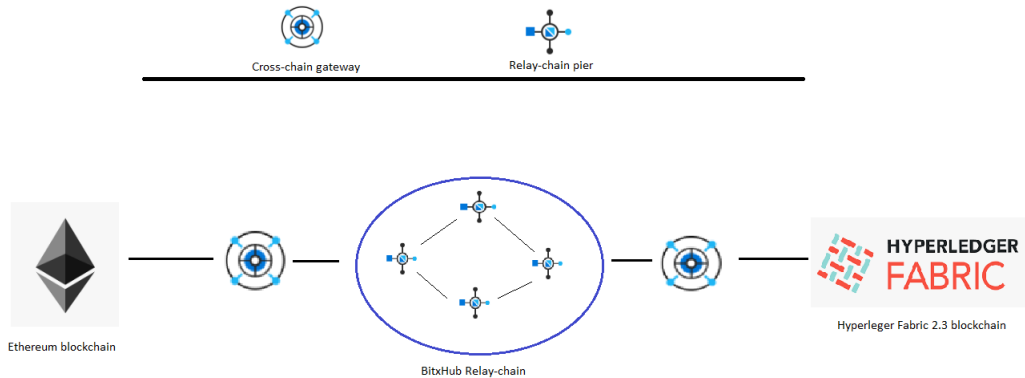 Cross-chain gateway
Relay-chain pier
HYPERLEDGER
FABRIC
Ethereum blockchain
Hyperleger Fabric 2.3 blockchain
BitxHub Relay-chain